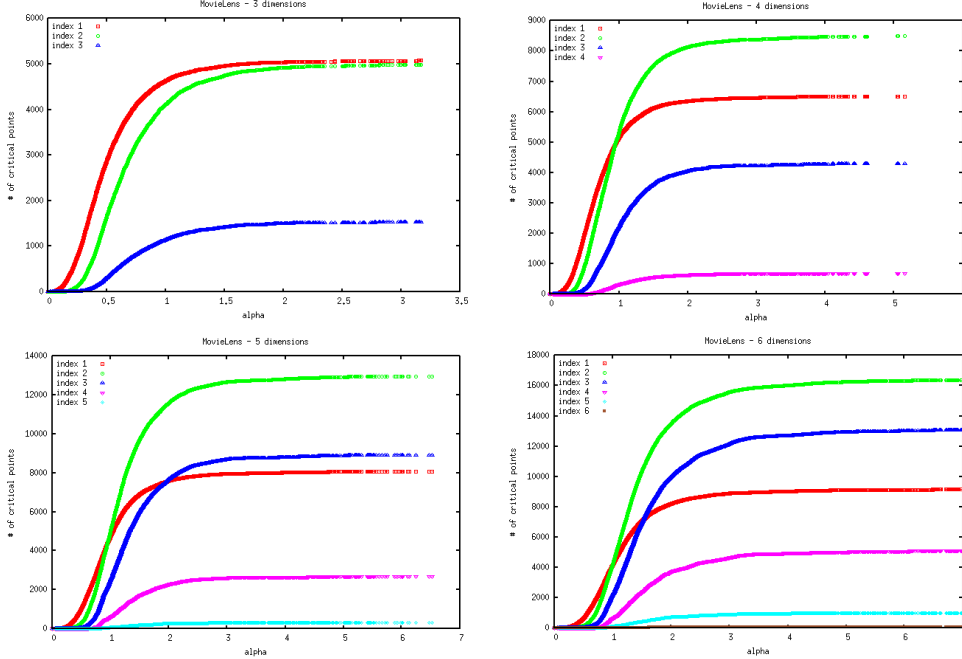 MovieLens - 3 dimensions
index 1
index 2
index 3
# of critical points
6000
5000
4000
3000
2000
1000
0
0 0.5 1 1.5 2 2.5 3 3.5
alpha
MovieLens - 4 dimensions
index 1
index 2
index 3
index 4
# of critical points
9000
8000
7000
6000
5000
4000
3000
2000
1000
0
0 1 2 3 4 5
alpha
MovieLens - 5 dimensions
index 1
index 2
index 3
index 4
index 5
# of critical points
14000
12000
10000
8000
6000
4000
2000
0
0 1 2 3 4 5 6 7
alpha
MovieLens - 6 dimensions
index 1
index 2
index 3
index 4
index 5
index 6
# of critical points
18000
16000
14000
12000
10000
8000
6000
4000
2000
0
0 1 2 3 4 5 6
alpha